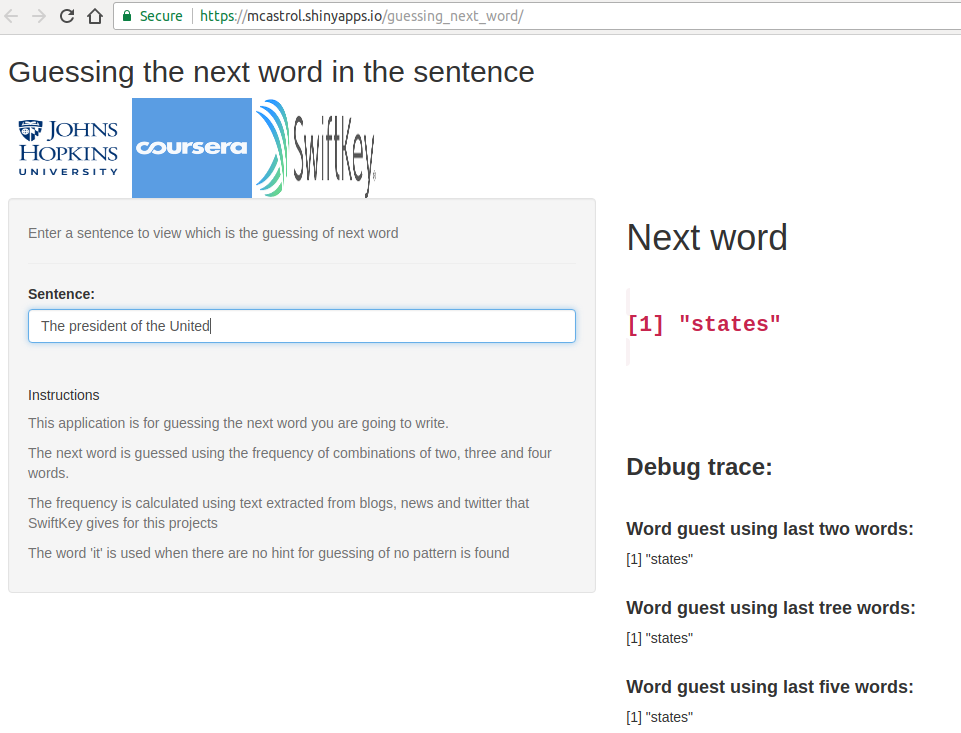 Secure https://mcastrol.shinyapps.io/guessing_next_word/
Guessing the next word in the sentence
JOHNS
HOPKINS
UNIVERSITY
coursera
SwiftKey
Enter a sentence to view which is the guessing of next word
Sentence:
The president of the United
Instructions
This application is for guessing the next word you are going to write.
The next word is guessed using the frequency of combinations of two, three and four
words.
The frequency is calculated using text extracted from blogs, news and twitter that
SwiftKey gives for this projects
The word 'it' is used when there are no hint for guessing of no pattern is found
Next word
[1] "states"
Debug trace:
Word guest using last two words:
[1] "states"
Word guest using last tree words:
[1] "states"
Word guest using last five words:
[1] "states"